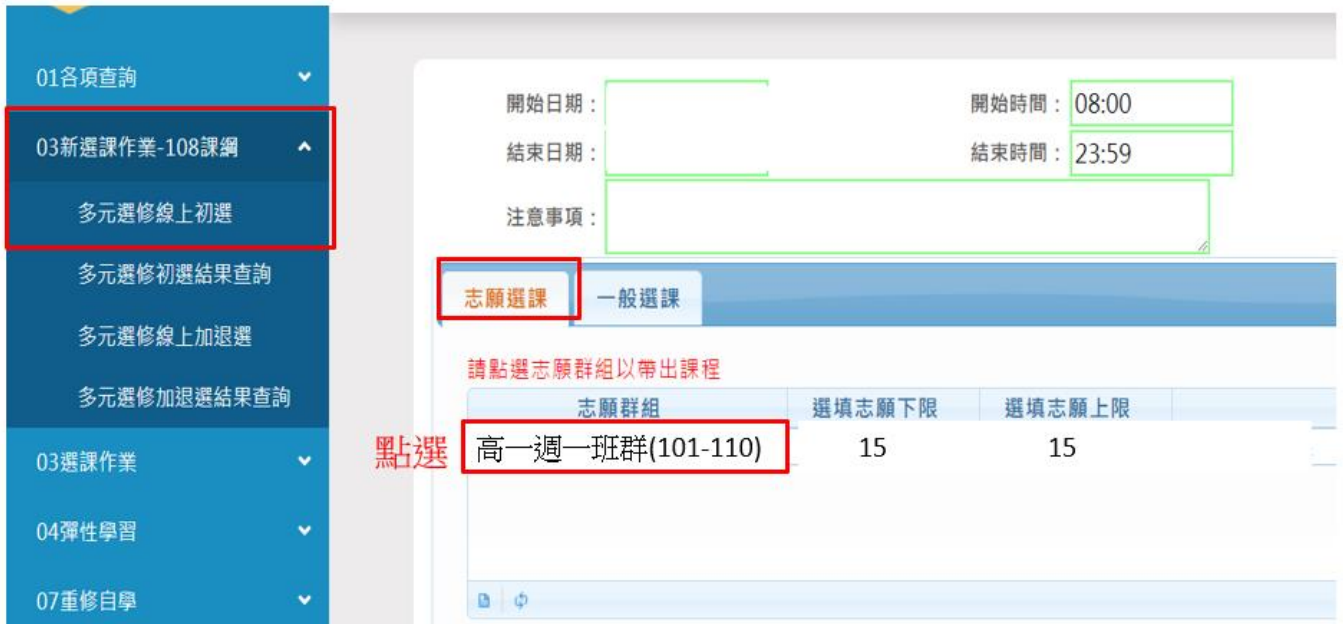 01各項查詢
03新選課作業-108課綱
多元選修線上初選
多元選修初選結果查詢
多元選修線上加退選
多元選修加退選結果查詢
03選課作業
04彈性學習
07重修自學
開始日期：
開始時間： 08:00
結束日期：
結束時間： 23:59
注意事項：
志願選課 一般選課
請點選志願群組以帶出課程
志願群組 選填志願下限 選填志願上限
點選 高一週一班群(101-110) 15 15